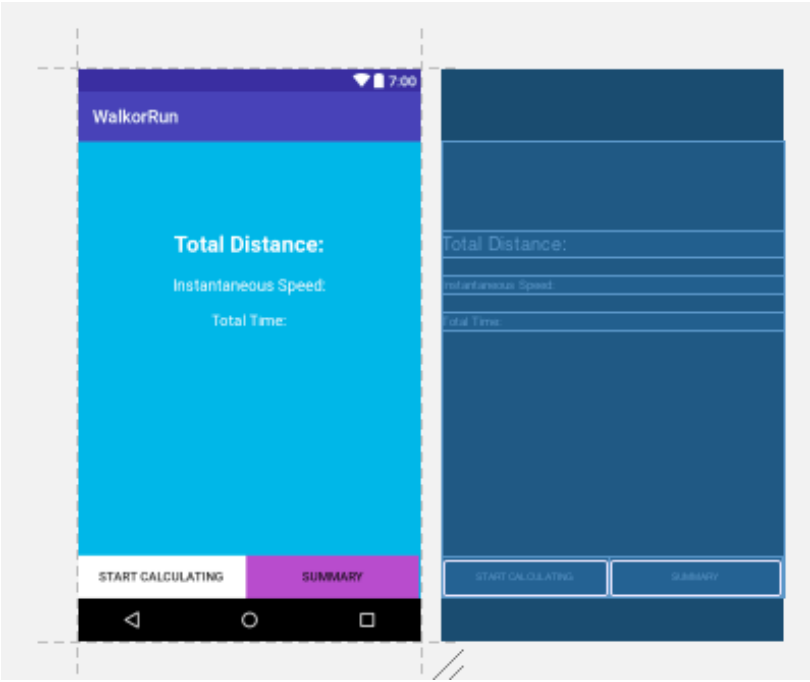 7:00
WalkorRun
Total Distance:
Instantaneous Speed:
Total Time:
START CALCULATING
SUMMARY
Total Distance:
Instantaneous Speed:
Total Time:
START CALCULATING
SUMMARY